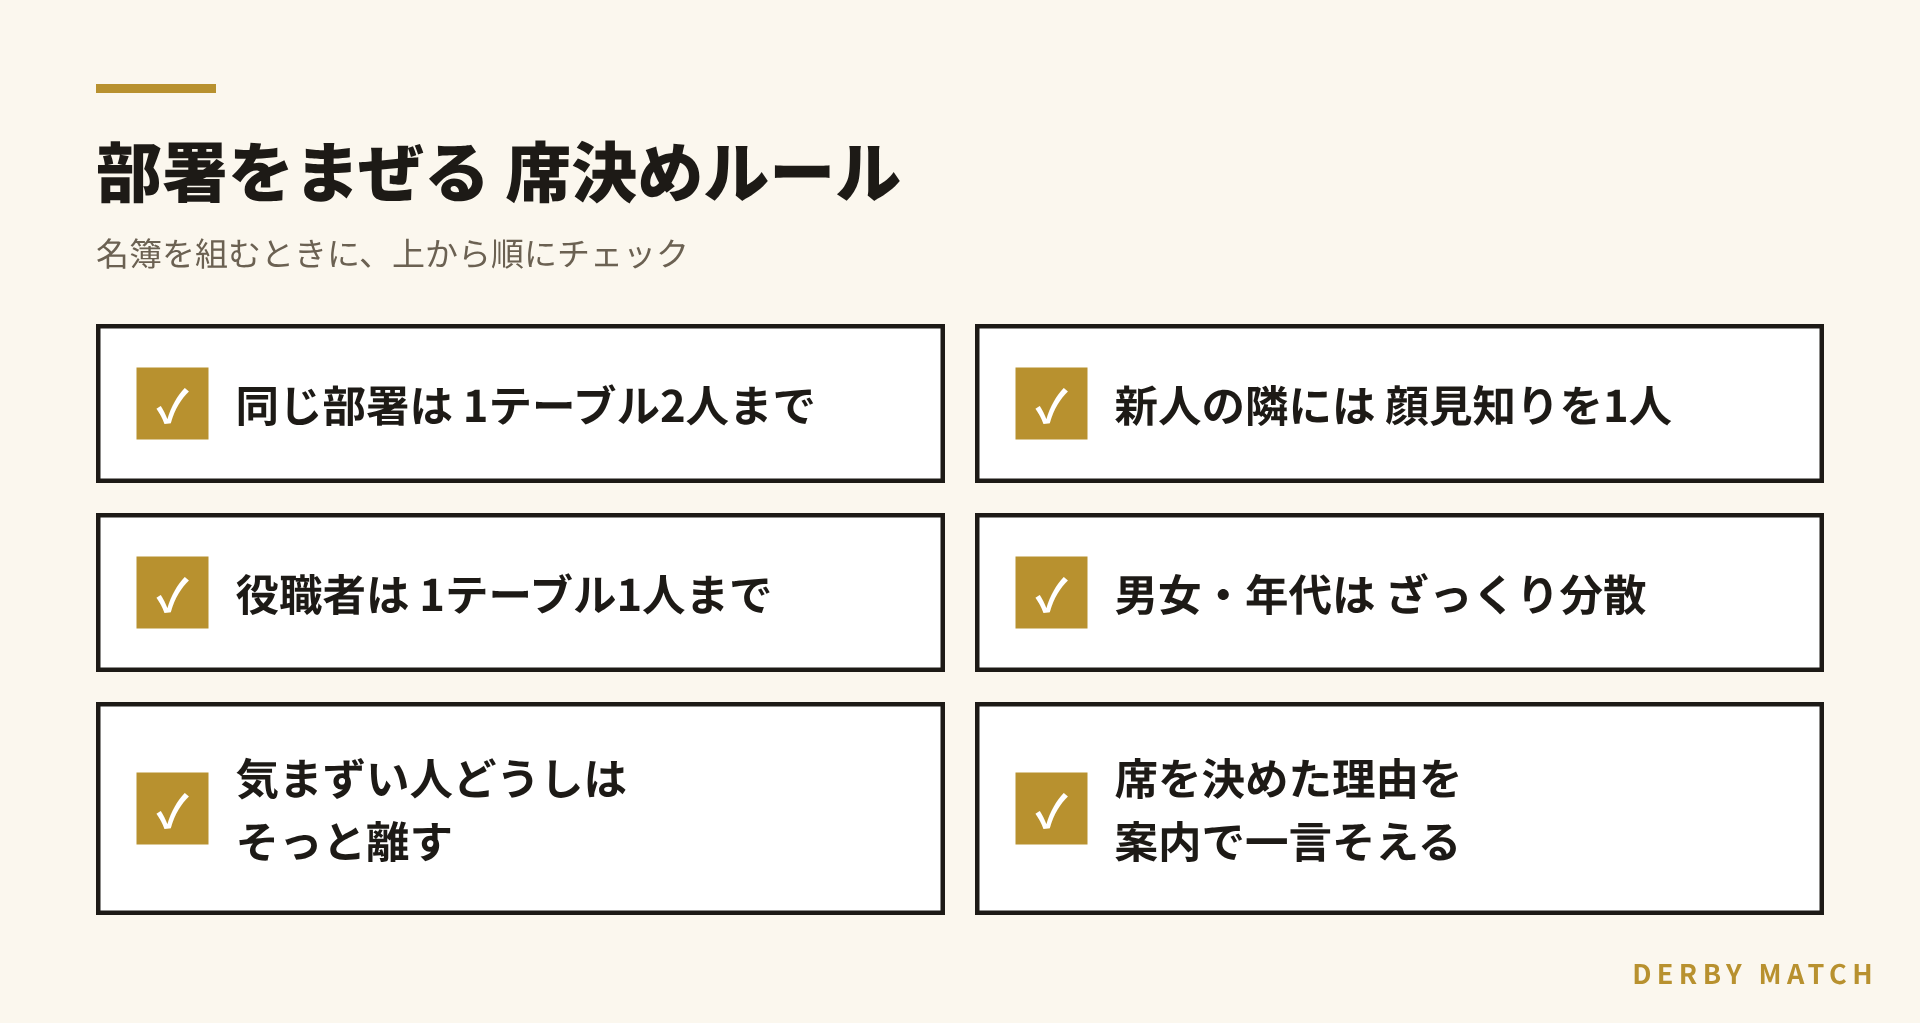 部署をまぜる 席決めルール
名簿を組むときに、上から順にチェック
✓ 同じ部署は 1テーブル2人まで
✓ 新人の隣には 顔見知りを1人
✓ 役職者は 1テーブル1人まで
✓ 男女・年代は ざっくり分散
✓ 気まずい人どうしは
そっと離す
✓ 席を決めた理由を
案内で一言そえる
DERBY MATCH